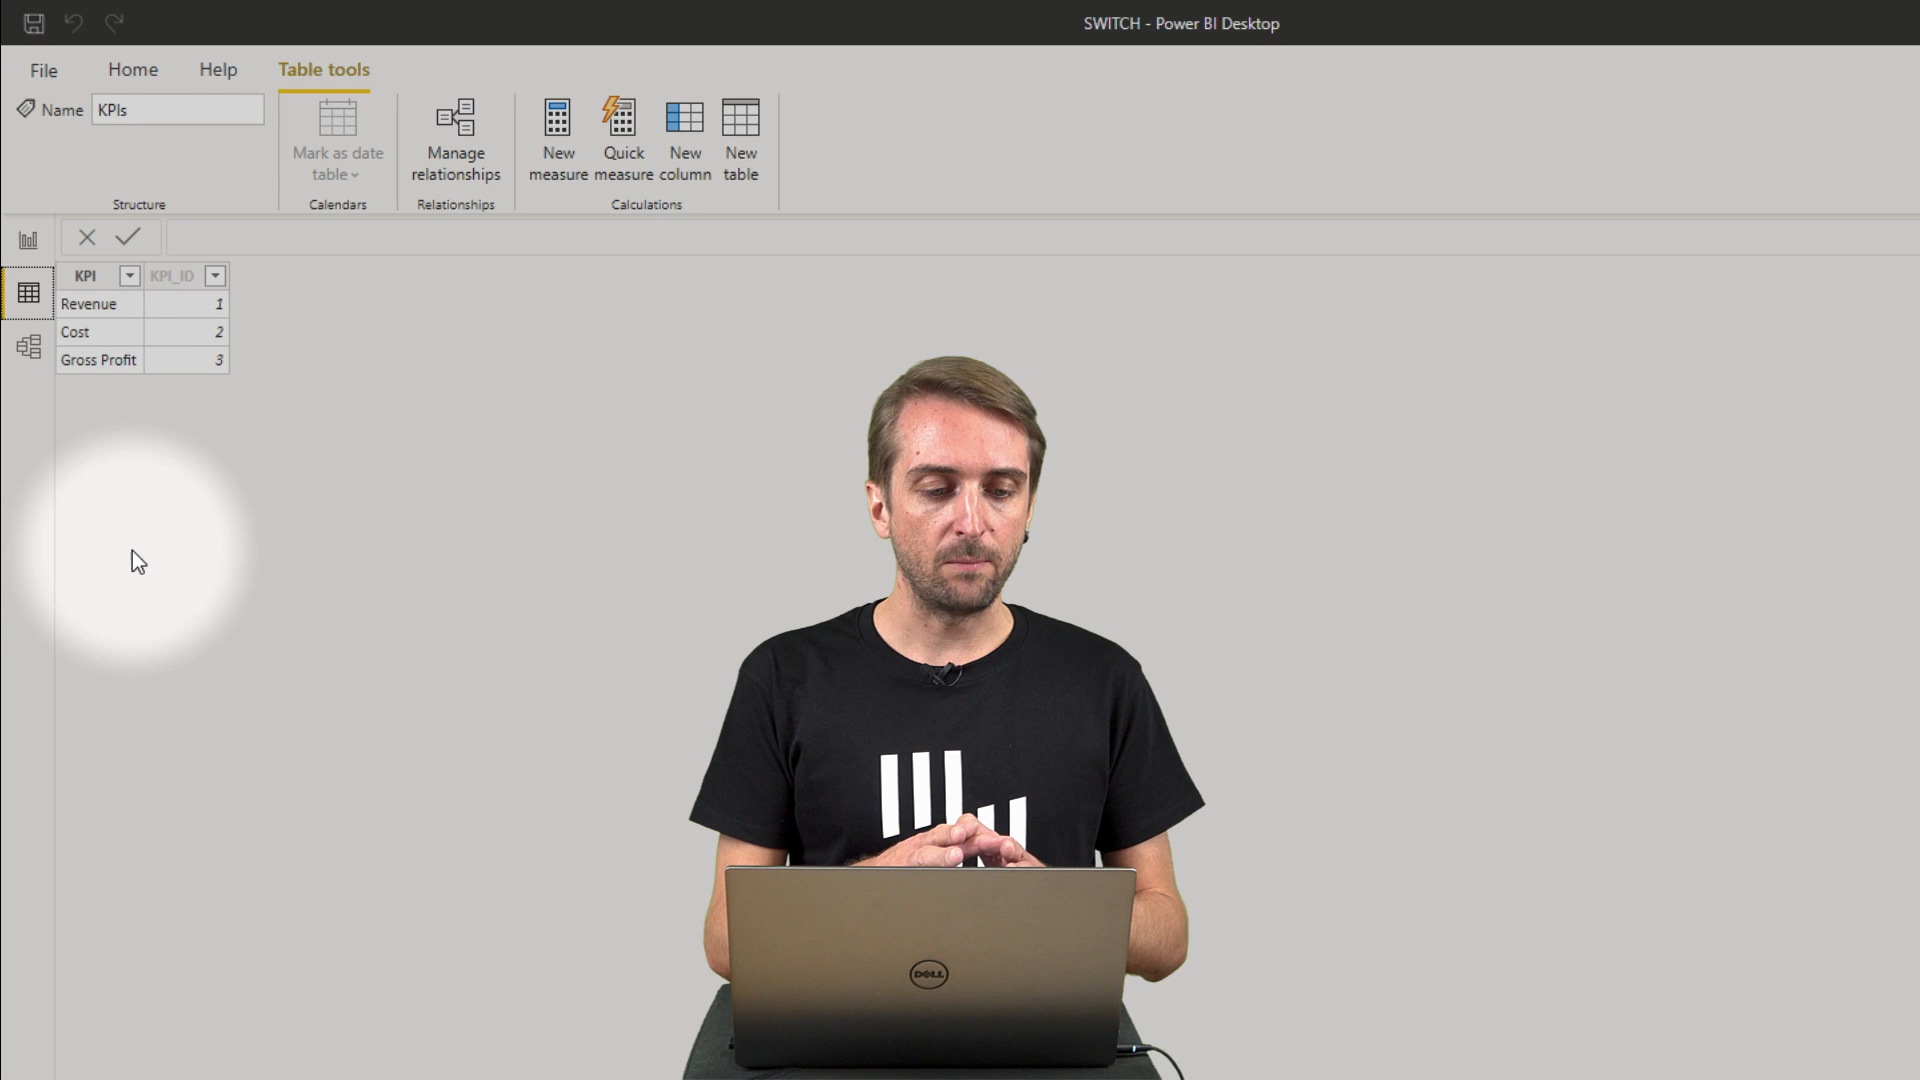 SWITCH - Power BI Desktop
File Home Help Table tools
Name KPIs
Mark as date table
Manage relationships
New measure
Quick measure
New column
New table
Structure Calendars Relationships Calculations
KPI KPI_ID
Revenue 1
Cost 2
Gross Profit 3
DELL